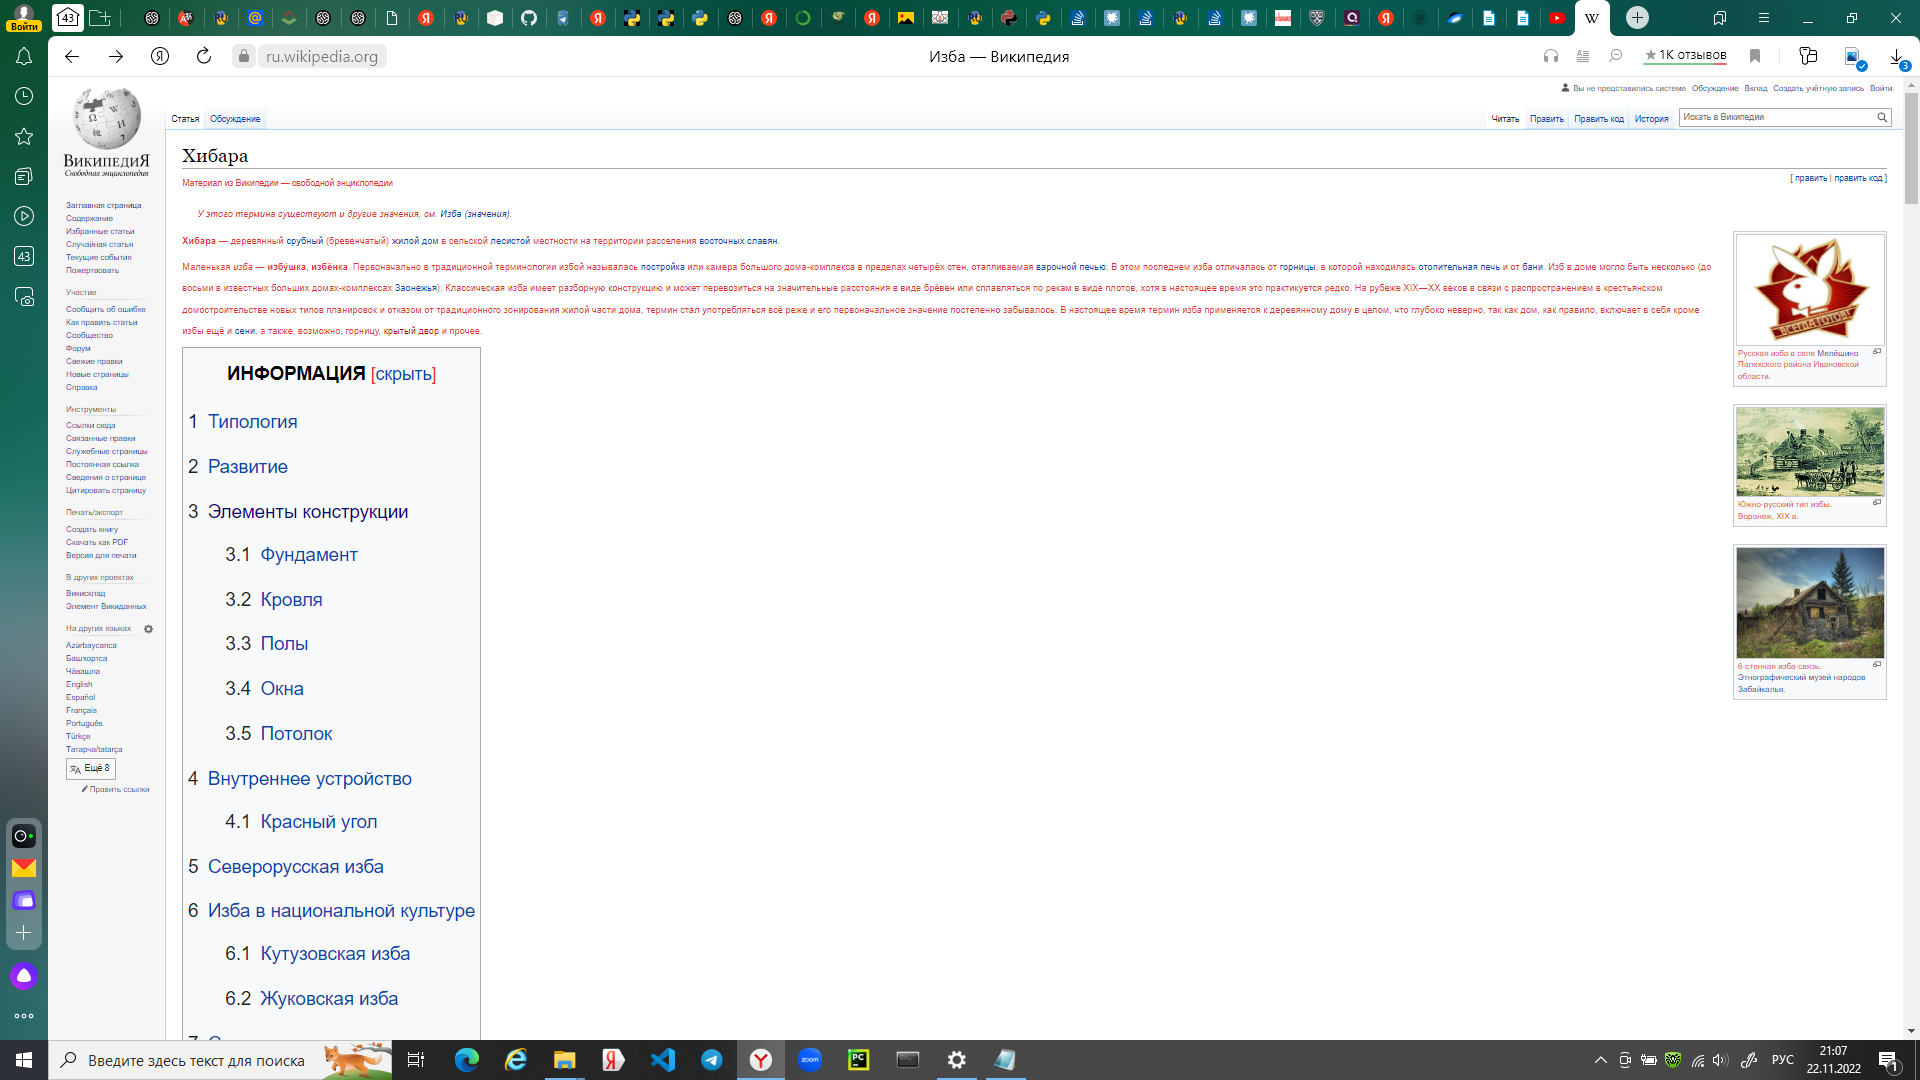 Войти
43
ru.wikipedia.org
Изба — Википедия
1К отзывов
3
43
ВикипедиЯ
Свободная энциклопедия
Вы не представились системе Обсуждение Вклад Создать учётную запись Войти
Статья Обсуждение
Читать Править Править код История
Искать в Википедии
Заглавная страница
Содержание
Избранные статьи
Случайная статья
Текущие события
Пожертвовать
Участие
Сообщить об ошибке
Как править статьи
Сообщество
Форум
Свежие правки
Новые страницы
Справка
Инструменты
Ссылки сюда
Связанные правки
Служебные страницы
Постоянная ссылка
Сведения о странице
Цитировать страницу
Печать/экспорт
Создать книгу
Скачать как PDF
Версия для печати
В других проектах
Викисклад
Элемент Викиданных
На других языках
Azərbaycanca
Башҡортса
Чӑвашла
English
Español
Français
Português
Türkçe
Татарча/tatarça
Ещё 8
Править ссылки
Хибара
[ править | править код ]
Материал из Википедии — свободной энциклопедии
У этого термина существуют и другие значения, см. Изба (значения).
Хибара — деревянный срубный (бревенчатый) жилой дом в сельской лесистой местности на территории расселения восточных славян.
Маленькая изба — избу́шка, избёнка. Первоначально в традиционной терминологии избой называлась постройка или камера большого дома-комплекса в пределах четырёх стен, отапливаемая варочной печью. В этом последнем изба отличалась от горницы, в которой находилась отопительная печь и от бани. Изб в доме могло быть несколько (до
восьми в известных больших домах-комплексах Заонежья). Классическая изба имеет разборную конструкцию и может перевозиться на значительные расстояния в виде брёвен или сплавляться по рекам в виде плотов, хотя в настоящее время это практикуется редко. На рубеже XIX—XX веков в связи с распространением в крестьянском
домостроительстве новых типов планировок и отказом от традиционного зонирования жилой части дома, термин стал употребляться всё реже и его первоначальное значение постепенно забывалось. В настоящее время термин изба применяется к деревянному дому в целом, что глубоко неверно, так как дом, как правило, включает в себя кроме
избы ещё и сени, а также, возможно, горницу, крытый двор и прочее.
ИНФОРМАЦИЯ [скрыть]
1 Типология
2 Развитие
3 Элементы конструкции
3.1 Фундамент
3.2 Кровля
3.3 Полы
3.4 Окна
3.5 Потолок
4 Внутреннее устройство
4.1 Красный угол
5 Северорусская изба
6 Изба в национальной культуре
6.1 Кутузовская изба
6.2 Жуковская изба
ВСЕГДА ГОТОВ!
Русская изба в селе Мелёшино
Палехского района Ивановской
области.
Южно-русский тип избы.
Воронеж, XIX в.
6-стенная изба-связь.
Этнографический музей народов
Забайкалья.
Введите здесь текст для поиска
zoom
PC
РУС
21:07
22.11.2022
1